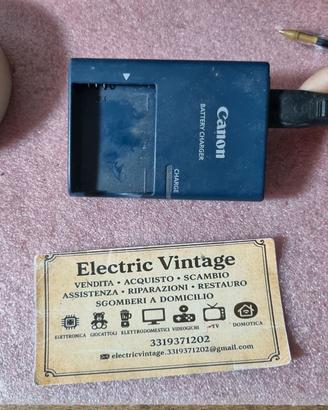 Canon
BATTERY CHARGER
CHARGE
Electric Vintage
VENDITA • ACQUISTO • SCAMBIO
ASSISTENZA • RIPARAZIONI • RESTAURO
SGOMBERI A DOMICILIO
ELETTRONICA GIOCATTOLI ELETTRODOMESTICI VIDEOGIOCHI TV DOMOTICA
3319371202
electricvintage.3319371202@gmail.com